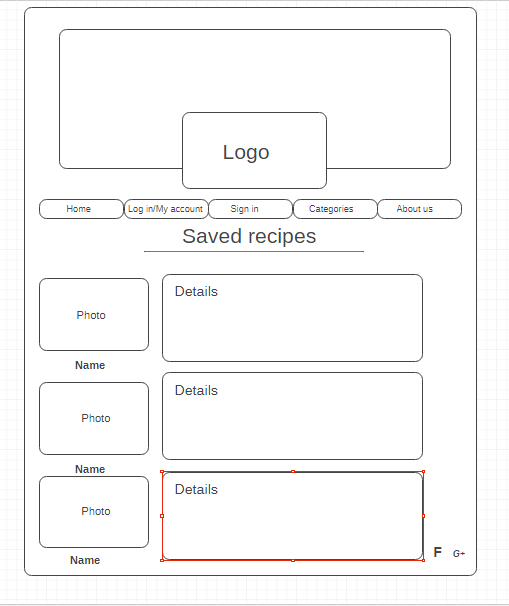 Logo
Home Log in/My account Sign in Categories About us
Saved recipes
Photo
Details
Name
Photo
Details
Name
Photo
Details
Name
F G+